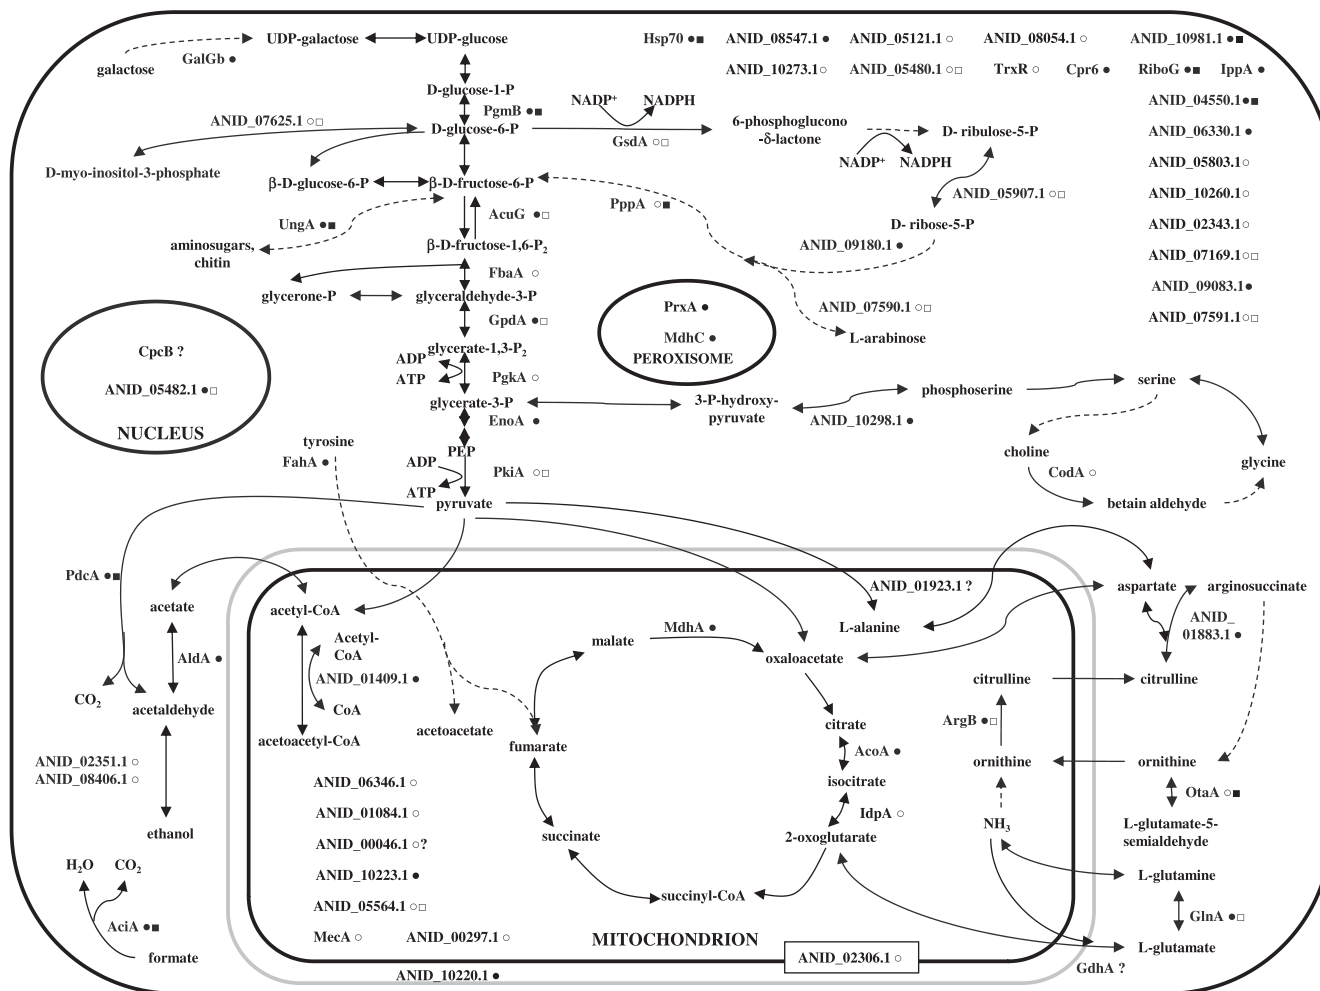 UDP-galactose
UDP-glucose
Hsp70 ●■
ANID_08547.1 ●
ANID_05121.1 ○
ANID_08054.1 ○
ANID_10981.1 ●■
galactose
GalGb ●
ANID_10273.1 ○
ANID_05480.1 ○□
TrxR ○
Cpr6 ●
RiboG ●■
IppA ●
D-glucose-1-P
PgmB ●■
NADP⁺
NADPH
ANID_04550.1 ●■
ANID_07625.1 ○□
D-glucose-6-P
GsdA ○□
6-phosphoglucono
-δ-lactone
D- ribulose-5-P
ANID_06330.1 ●
NADP⁺
NADPH
ANID_05803.1 ○
D-myo-inositol-3-phosphate
β-D-glucose-6-P
β-D-fructose-6-P
ANID_05907.1 ○□
ANID_10260.1 ○
UngA ●■
AcuG ●□
PppA ○■
D- ribose-5-P
ANID_02343.1 ○
aminosugars,
chitin
β-D-fructose-1,6-P₂
ANID_09180.1 ●
ANID_07169.1 ○□
FbaA ○
glycerone-P
glyceraldehyde-3-P
ANID_09083.1 ●
GpdA ●□
PrxA ●
ANID_07590.1 ○□
ANID_07591.1 ○□
MdhC ●
PEROXISOME
L-arabinose
CpcB ?
glycerate-1,3-P₂
ADP
ATP
PgkA ○
ANID_05482.1 ●□
NUCLEUS
glycerate-3-P
3-P-hydroxy-
pyruvate
phosphoserine
serine
EnoA ●
ANID_10298.1 ●
tyrosine
FahA ●
PEP
ADP
ATP
PkiA ○□
choline
CodA ○
glycine
pyruvate
betain aldehyde
PdcA ●■
acetate
acetyl-CoA
ANID_01923.1 ?
aspartate
arginosuccinate
AldA ●
Acetyl-
CoA
malate
MdhA ●
L-alanine
ANID_
01883.1 ●
oxaloacetate
ANID_01409.1 ●
citrulline
citrulline
CO₂
acetaldehyde
CoA
acetoacetyl-CoA
acetoacetate
fumarate
citrate
ArgB ●□
AcoA ●
ANID_02351.1 ○
ANID_08406.1 ○
ornithine
ornithine
ANID_06346.1 ○
isocitrate
OtaA ○■
ANID_01084.1 ○
IdpA ○
ethanol
succinate
2-oxoglutarate
NH₃
L-glutamate-5-
semialdehyde
ANID_00046.1 ○?
H₂O
CO₂
ANID_10223.1 ●
L-glutamine
ANID_05564.1 ○□
succinyl-CoA
GlnA ●□
AciA ●■
MecA ○
ANID_00297.1 ○
MITOCHONDRION
L-glutamate
formate
ANID_02306.1 ○
GdhA ?
ANID_10220.1 ●